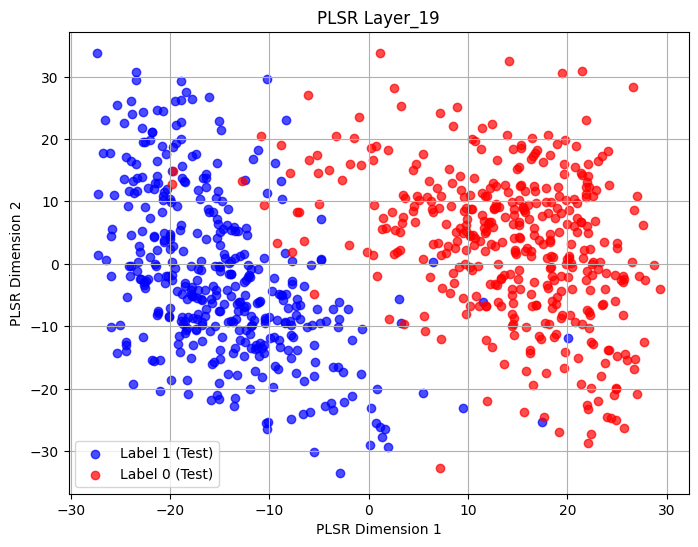 PLSR Layer_19
PLSR Dimension 2
30
20
10
0
−10
−20
−30
Label 1 (Test)
Label 0 (Test)
−30 −20 −10 0 10 20 30
PLSR Dimension 1